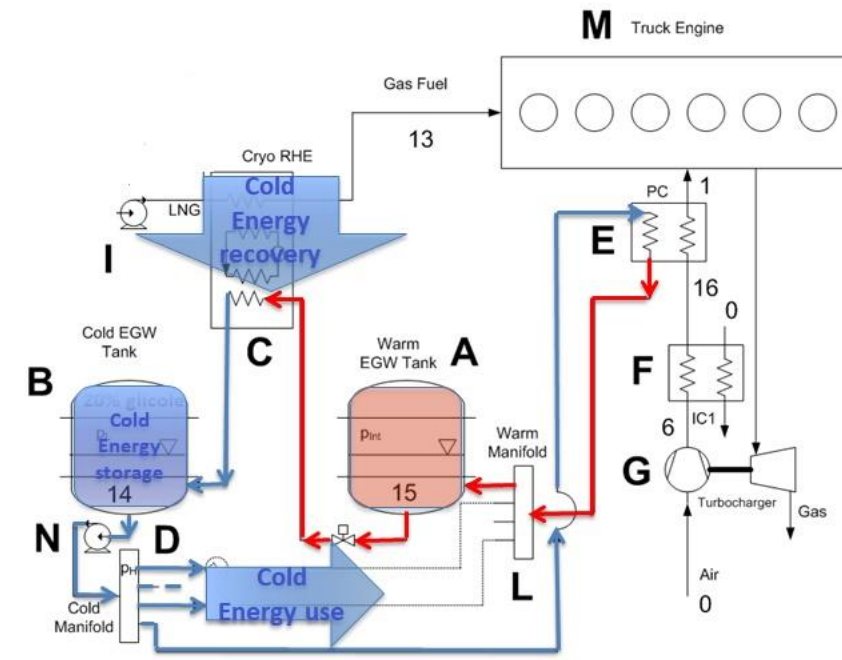 M
Truck Engine
Gas Fuel
13
Cryo RHE
Cold
Energy
recovery
LNG
I
PC
1
E
16
0
Cold EGW
Tank
C
Warm
EGW Tank
A
F
B
20% glicole
Cold
Energy
storage
14
pInt
15
Warm
Manifold
IC1
6
G
Turbocharger
Gas
N
D
pH
Cold
Energy use
L
Cold
Manifold
Air
0